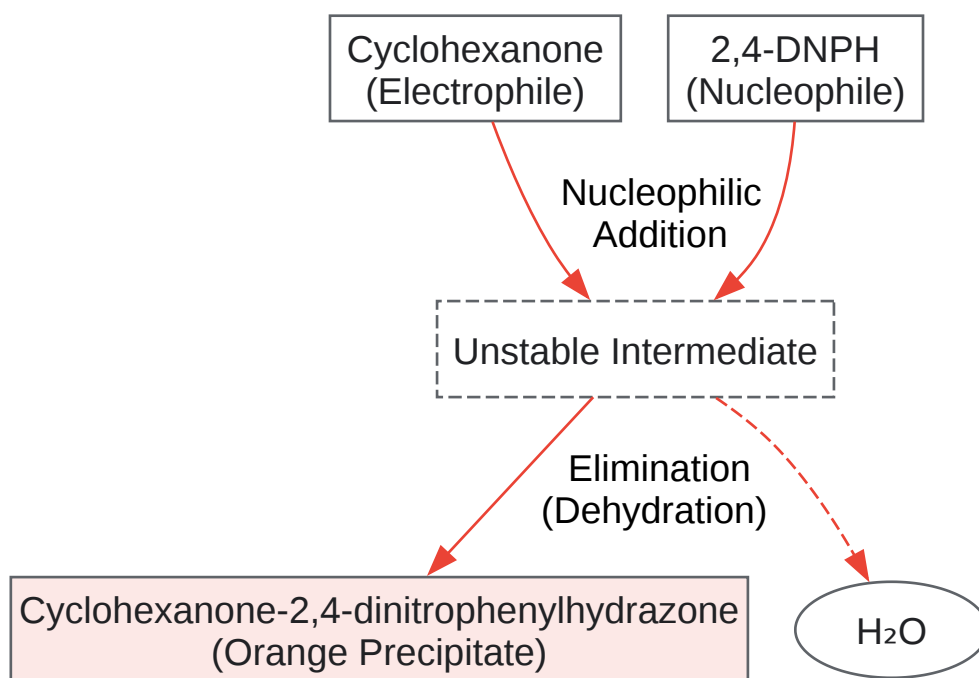 Cyclohexanone
(Electrophile)
2,4-DNPH
(Nucleophile)
Nucleophilic
Addition
Unstable Intermediate
Elimination
(Dehydration)
Cyclohexanone-2,4-dinitrophenylhydrazone
(Orange Precipitate)
H₂O